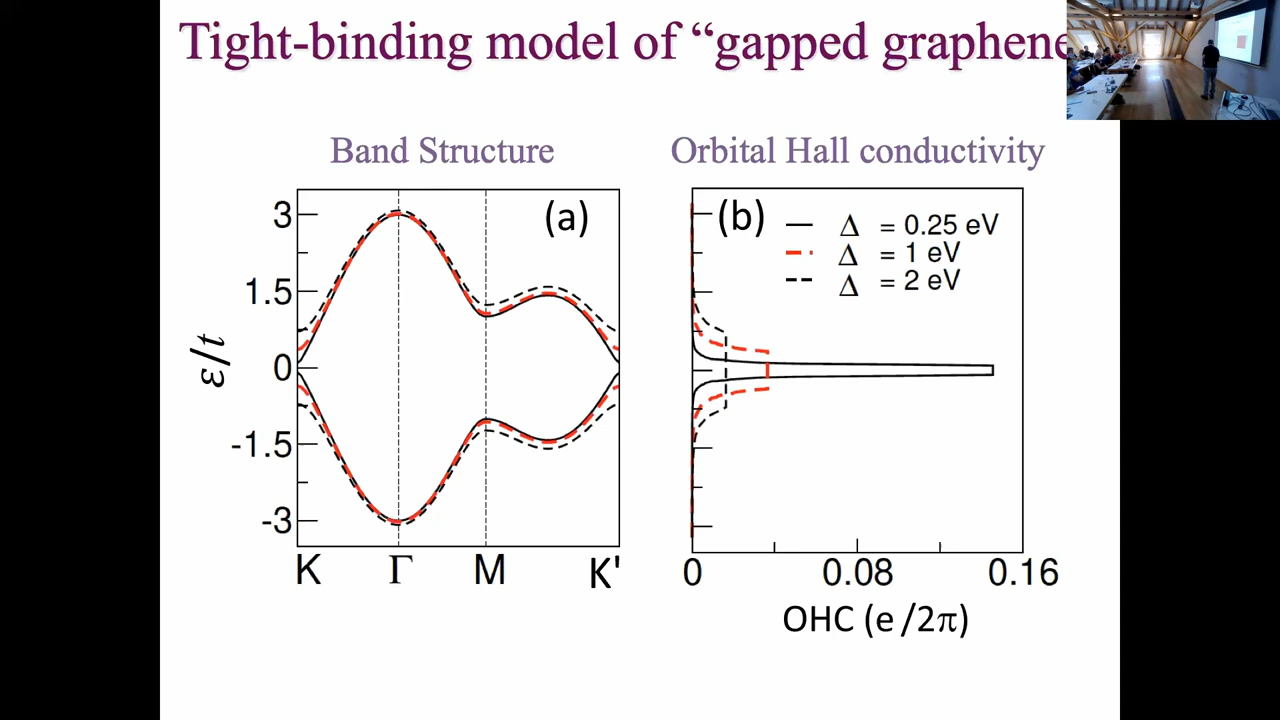 Tight-binding model of “gapped graphene
Band Structure
Orbital Hall conductivity
(a)
3
1.5
0
-1.5
-3
ε/t
K Γ M K'
(b)
Δ = 0.25 eV
Δ = 1 eV
Δ = 2 eV
0 0.08 0.16
OHC (e/2π)